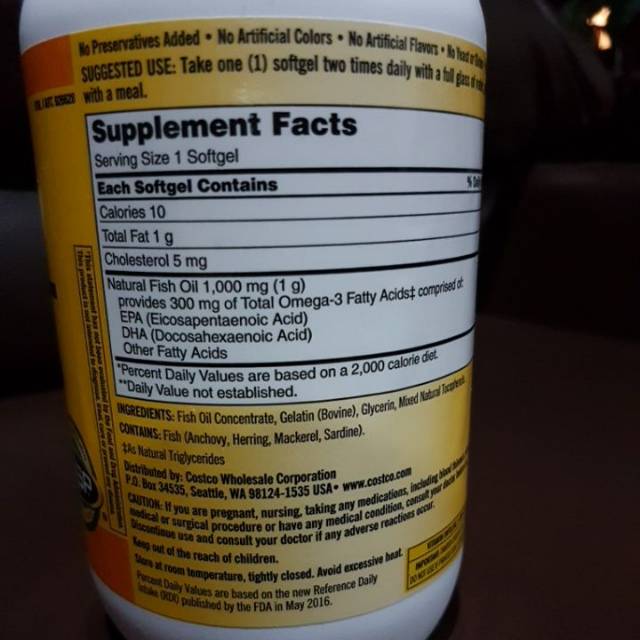 No Preservatives Added • No Artificial Colors • No Artificial Flavors • No Yeast or
SUGGESTED USE: Take one (1) softgel two times daily with a full glass of
with a meal.
Supplement Facts
Serving Size 1 Softgel
Each Softgel Contains %
Calories 10
Total Fat 1 g
Cholesterol 5 mg
Natural Fish Oil 1,000 mg (1 g)
provides 300 mg of Total Omega-3 Fatty Acids‡ comprised of:
EPA (Eicosapentaenoic Acid)
DHA (Docosahexaenoic Acid)
Other Fatty Acids
*Percent Daily Values are based on a 2,000 calorie diet.
**Daily Value not established.
INGREDIENTS: Fish Oil Concentrate, Gelatin (Bovine), Glycerin, Mixed Natural
CONTAINS: Fish (Anchovy, Herring, Mackerel, Sardine).
‡As Natural Triglycerides
Distributed by: Costco Wholesale Corporation
P.O. Box 34535, Seattle, WA 98124-1535 USA • www.costco.com
CAUTION: If you are pregnant, nursing, taking any medications, including blood
medical or surgical procedure or have any medical condition, consult your doctor
Discontinue use and consult your doctor if any adverse reactions occur.
Keep out of the reach of children.
Store at room temperature, tightly closed. Avoid excessive heat.
Percent Daily Values are based on the new Reference Daily
Intake (RDI) published by the FDA in May 2016.